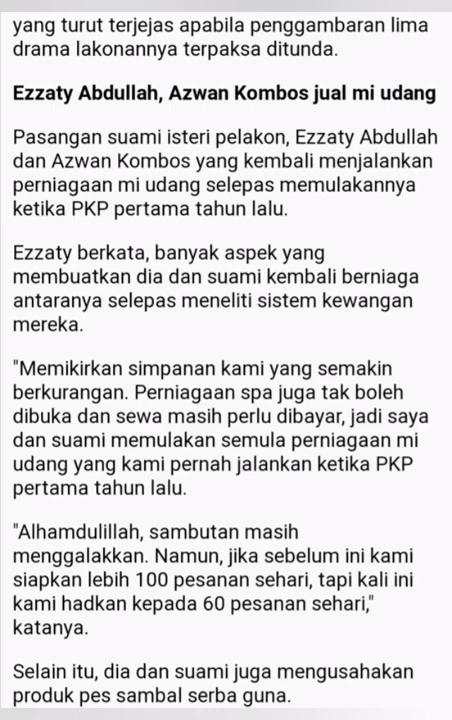 yang turut terjejas apabila penggambaran lima
drama lakonannya terpaksa ditunda.
Ezzaty Abdullah, Azwan Kombos jual mi udang
Pasangan suami isteri pelakon, Ezzaty Abdullah
dan Azwan Kombos yang kembali menjalankan
perniagaan mi udang selepas memulakannya
ketika PKP pertama tahun lalu.
Ezzaty berkata, banyak aspek yang
membuatkan dia dan suami kembali berniaga
antaranya selepas meneliti sistem kewangan
mereka.
"Memikirkan simpanan kami yang semakin
berkurangan. Perniagaan spa juga tak boleh
dibuka dan sewa masih perlu dibayar, jadi saya
dan suami memulakan semula perniagaan mi
udang yang kami pernah jalankan ketika PKP
pertama tahun lalu.
"Alhamdulillah, sambutan masih
menggalakkan. Namun, jika sebelum ini kami
siapkan lebih 100 pesanan sehari, tapi kali ini
kami hadkan kepada 60 pesanan sehari,"
katanya.
Selain itu, dia dan suami juga mengusahakan
produk pes sambal serba guna.